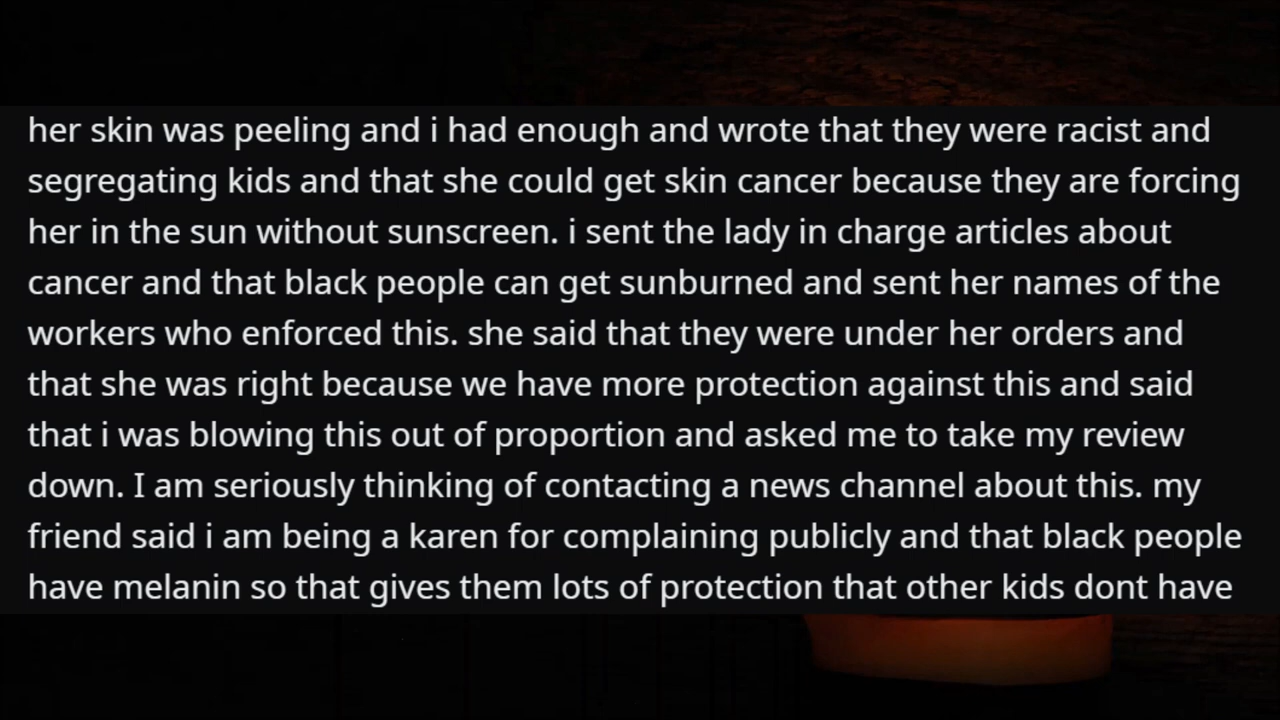 her skin was peeling and i had enough and wrote that they were racist and
segregating kids and that she could get skin cancer because they are forcing
her in the sun without sunscreen. i sent the lady in charge articles about
cancer and that black people can get sunburned and sent her names of the
workers who enforced this. she said that they were under her orders and
that she was right because we have more protection against this and said
that i was blowing this out of proportion and asked me to take my review
down. I am seriously thinking of contacting a news channel about this. my
friend said i am being a karen for complaining publicly and that black people
have melanin so that gives them lots of protection that other kids dont have